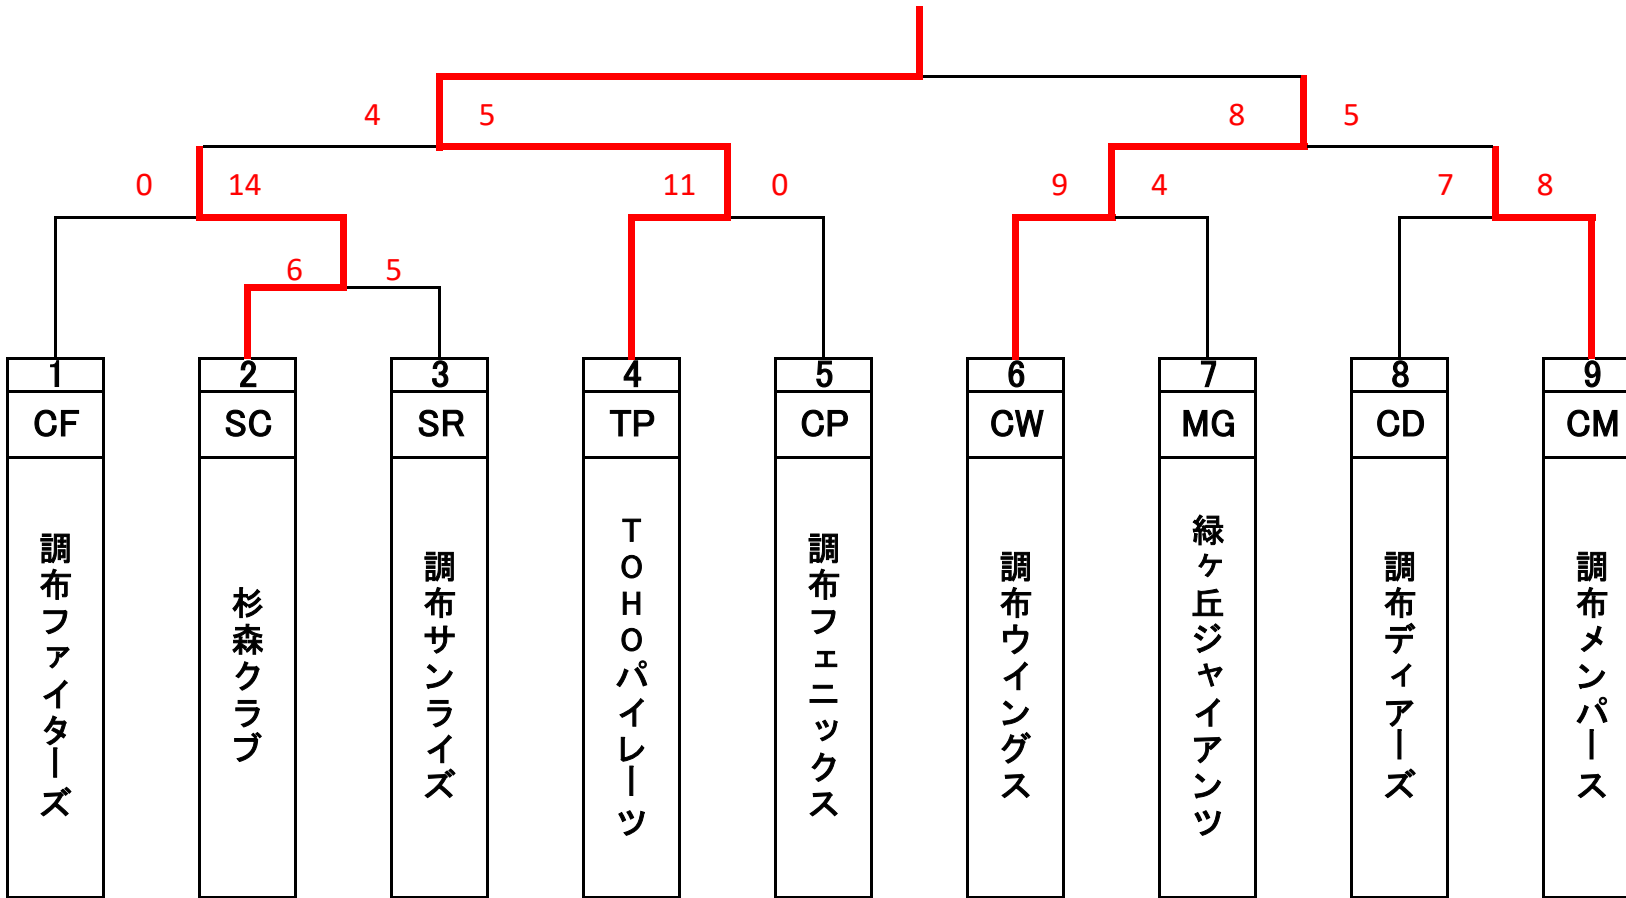 4 5 8 5
0 14 11 0 9 4 7 8
6 5
1 2 3 4 5 6 7 8 9
CF SC SR TP CP CW MG CD CM
調布ファイターズ
杉森クラブ
調布サンライズ
TOHOパイレーツ
調布フェニックス
調布ウイングス
緑ヶ丘ジャイアンツ
調布ディアーズ
調布メンパース